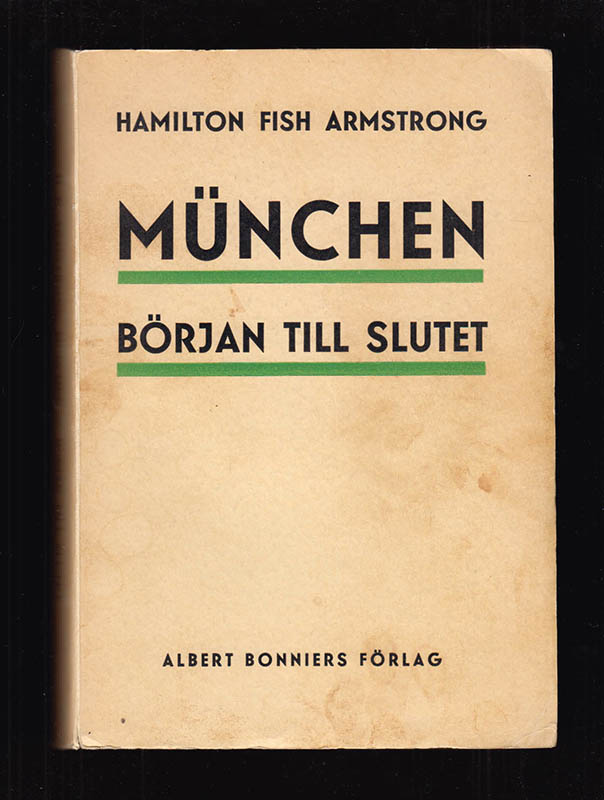 HAMILTON FISH ARMSTRONG
MÜNCHEN
BÖRJAN TILL SLUTET
ALBERT BONNIERS FÖRLAG